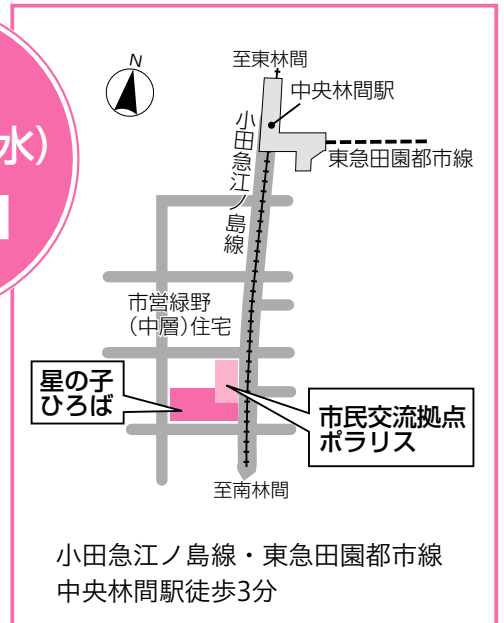 水）
N
至東林間
中央林間駅
東急田園都市線
小田急江ノ島線
市営緑野
（中層）住宅
星の子
ひろば
市民交流拠点
ポラリス
至南林間
小田急江ノ島線・東急田園都市線
中央林間駅徒歩3分